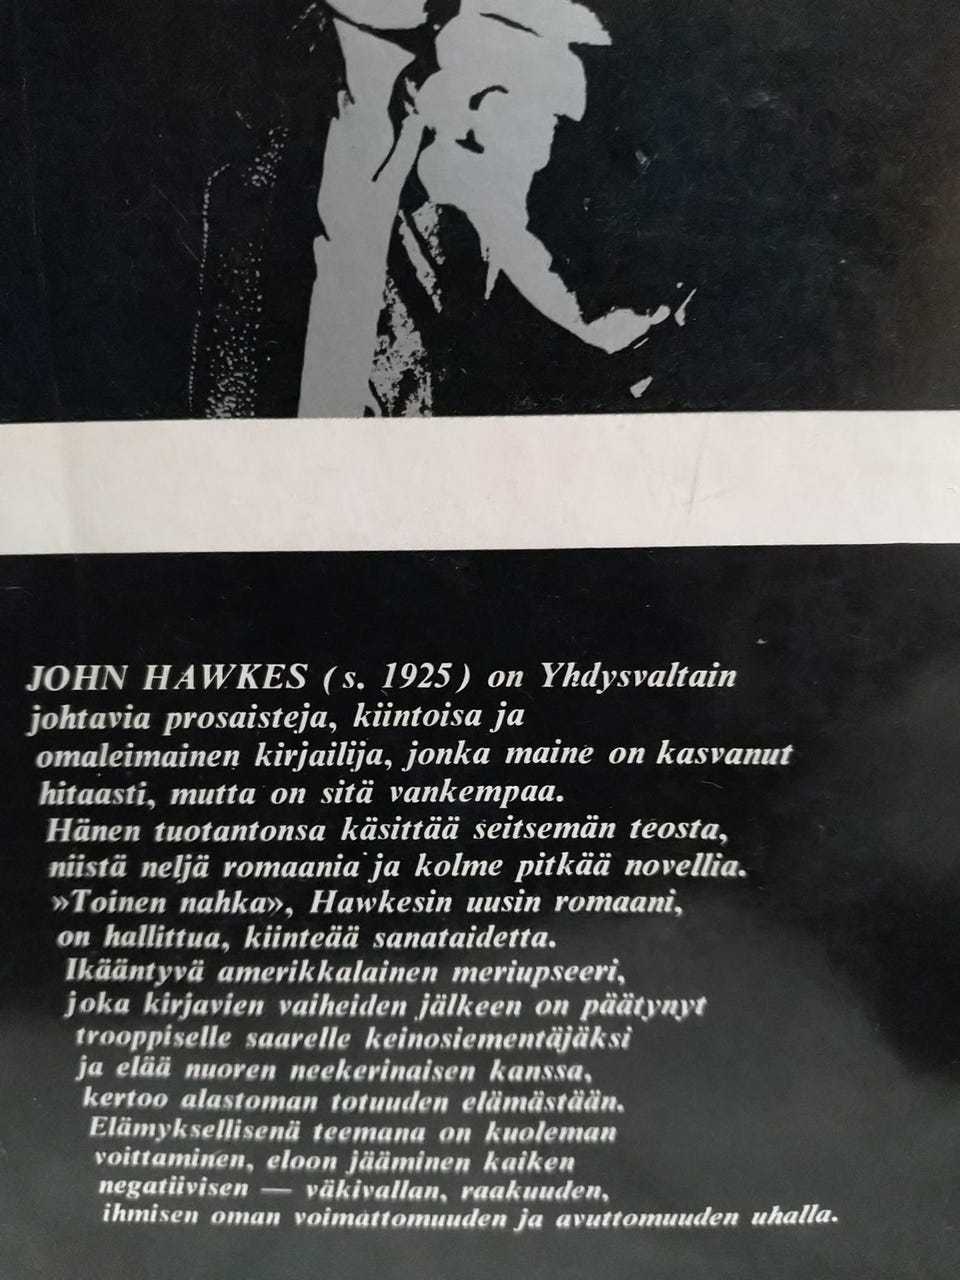 JOHN HAWKES (s. 1925) on Yhdysvaltain
johtavia prosaisteja, kiintoisa ja
omaleimainen kirjailija, jonka maine on kasvanut
hitaasti, mutta on sitä vankempaa.
Hänen tuotantonsa käsittää seitsemän teosta,
niistä neljä romaania ja kolme pitkää novellia.
»Toinen nahka», Hawkesin uusin romaani,
on hallittua, kiinteää sanataidetta.
Ikääntyvä amerikkalainen meriupseeri,
joka kirjavien vaiheiden jälkeen on päätynyt
trooppiselle saarelle keinosiementäjäksi
ja elää nuoren neekerinaisen kanssa,
kertoo alastoman totuuden elämästään.
Elämyksellisenä teemana on kuoleman
voittaminen, eloon jääminen kaiken
negatiivisen — väkivallan, raakuuden,
ihmisen oman voimattomuuden ja avuttomuuden uhalla.